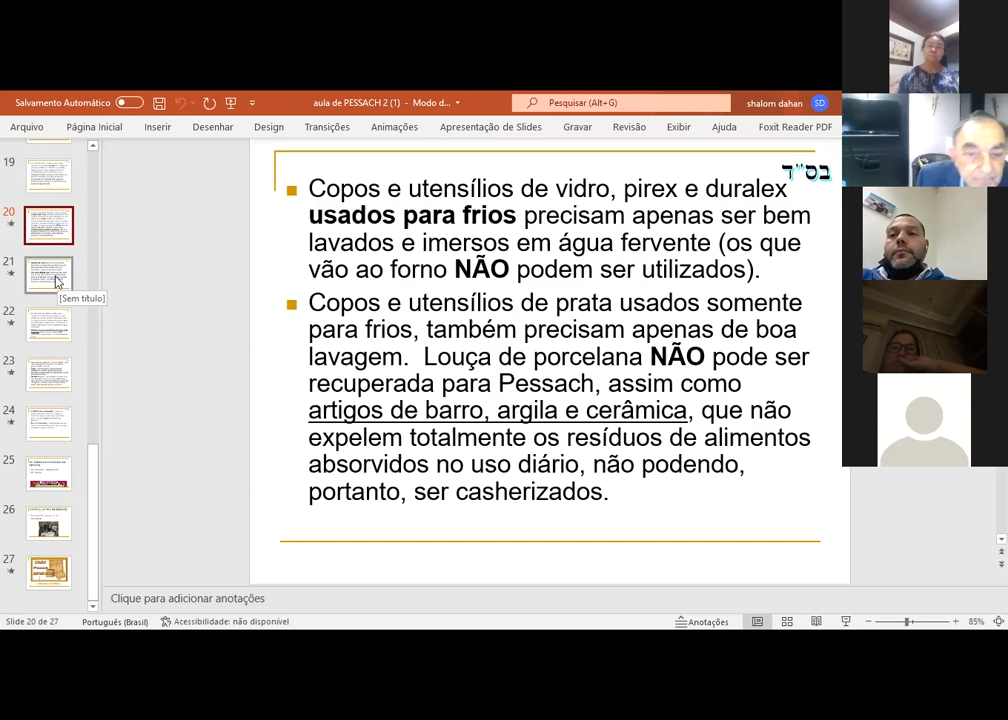 Salvamento Automático
aula de PESSACH 2 (1) - Modo d...
Pesquisar (Alt+G)
shalom dahan
SD
Arquivo
Página Inicial
Inserir
Desenhar
Design
Transições
Animações
Apresentação de Slides
Gravar
Revisão
Exibir
Ajuda
Foxit Reader PDF
19
20
21
[Sem título]
22
23
24
25
26
27
בס"ד
Copos e utensílios de vidro, pirex e duralex
usados para frios precisam apenas ser bem
lavados e imersos em água fervente (os que
vão ao forno NÃO podem ser utilizados).
Copos e utensílios de prata usados somente
para frios, também precisam apenas de boa
lavagem. Louça de porcelana NÃO pode ser
recuperada para Pessach, assim como
artigos de barro, argila e cerâmica, que não
expelem totalmente os resíduos de alimentos
absorvidos no uso diário, não podendo,
portanto, ser casherizados.
Clique para adicionar anotações
Slide 20 de 27
Português (Brasil)
Acessibilidade: não disponível
Anotações
85%